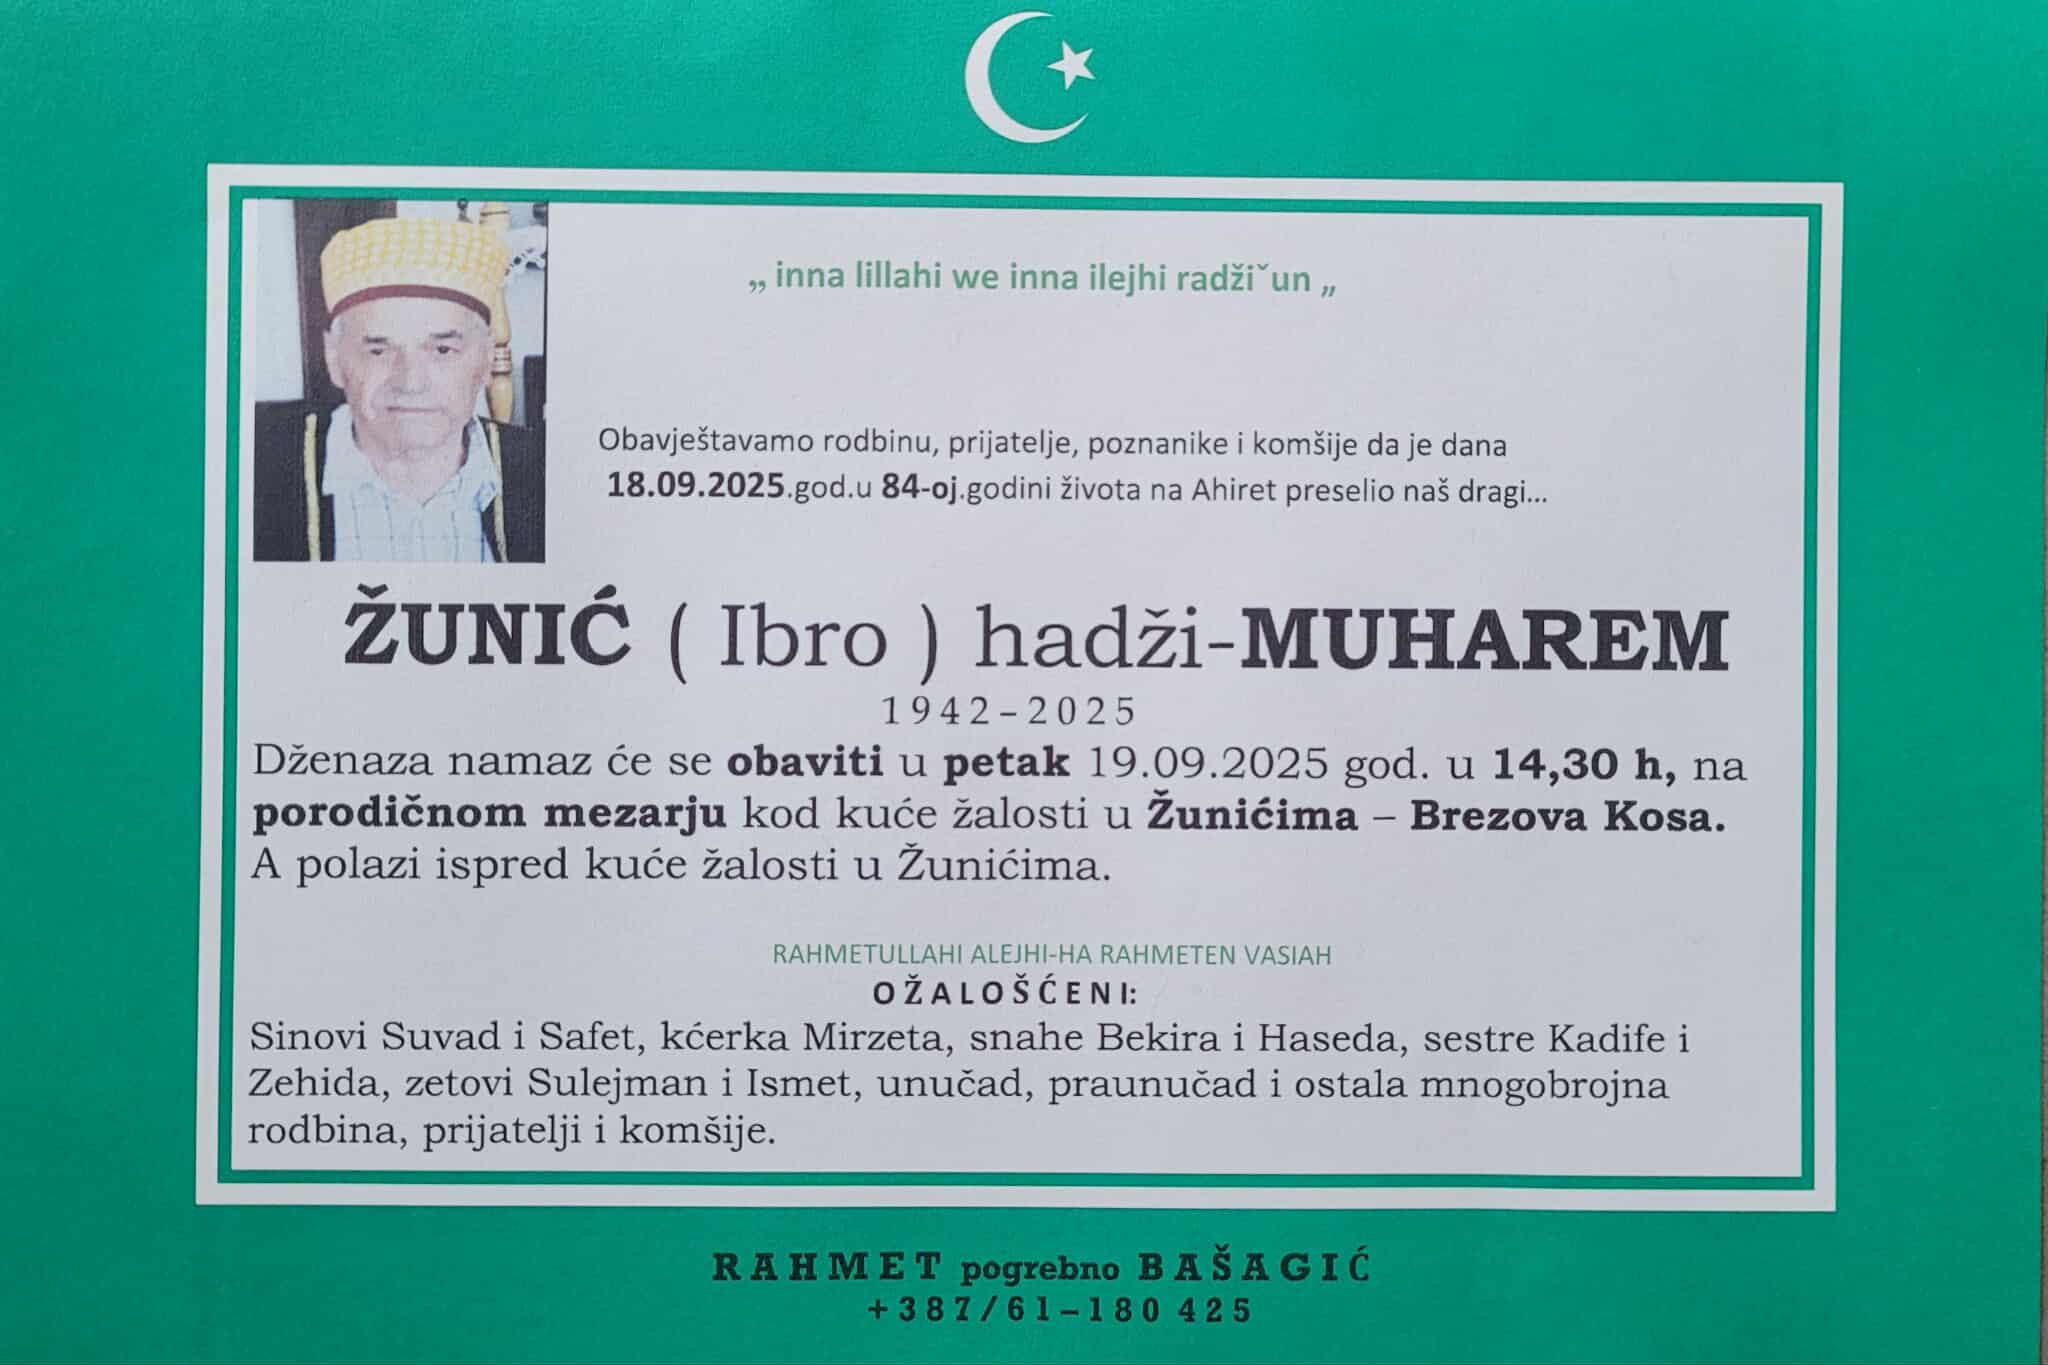 „ inna lillahi we inna ilejhi radžiˇun „
Obavještavamo rodbinu, prijatelje, poznanike i komšije da je dana
18.09.2025.god.u 84-oj.godini života na Ahiret preselio naš dragi...
ŽUNIĆ ( Ibro ) hadži-MUHAREM
1942–2025
Dženaza namaz će se obaviti u petak 19.09.2025 god. u 14,30 h, na
porodičnom mezarju kod kuće žalosti u Žunićima – Brezova Kosa.
A polazi ispred kuće žalosti u Žunićima.
RAHMETULLAHI ALEJHI-HA RAHMETEN VASIAH
OŽALOŠĆENI:
Sinovi Suvad i Safet, kćerka Mirzeta, snahe Bekira i Haseda, sestre Kadife i
Zehida, zetovi Sulejman i Ismet, unučad, praunučad i ostala mnogobrojna
rodbina, prijatelji i komšije.
RAHMET pogrebno BAŠAGIĆ
+387/61–180 425